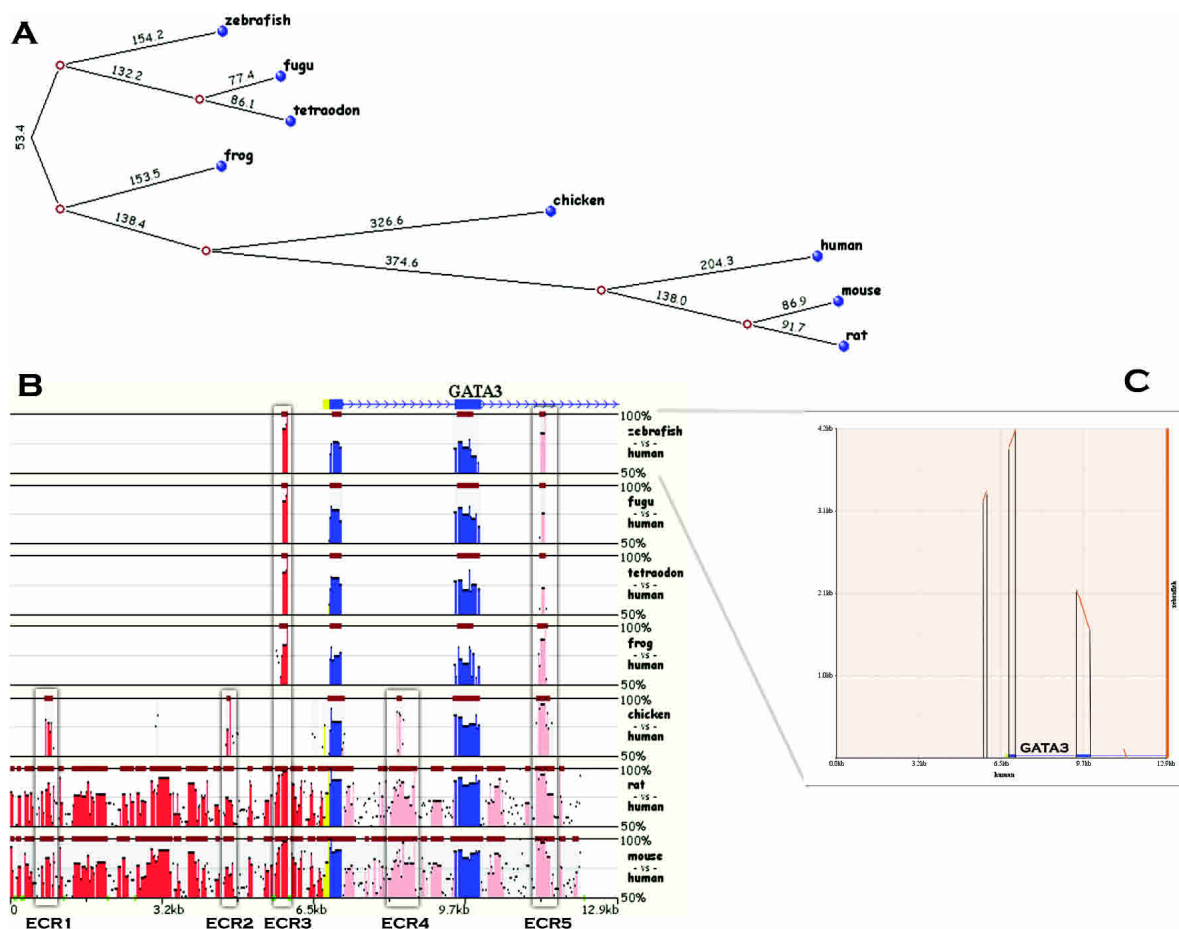 A
zebrafish
154.2
fugu
132.2
77.4
86.1
tetraodon
53.4
frog
153.5
chicken
138.4
326.6
human
374.6
204.3
mouse
138.0
86.9
91.7
rat
B
C
GATA3
100%
zebrafish
- vs -
human
50%
100%
fugu
- vs -
human
50%
100%
tetraodon
- vs -
human
50%
100%
frog
- vs -
human
50%
100%
chicken
- vs -
human
50%
100%
rat
- vs -
human
50%
100%
mouse
- vs -
human
50%
0 3.2kb 6.5kb 9.7kb 12.9kb
ECR1 ECR2 ECR3 ECR4 ECR5
3.1kb
2.1kb
1.0kb
zebrafish
GATA3
0.0kb 3.2kb 9.7kb 12.9kb
human